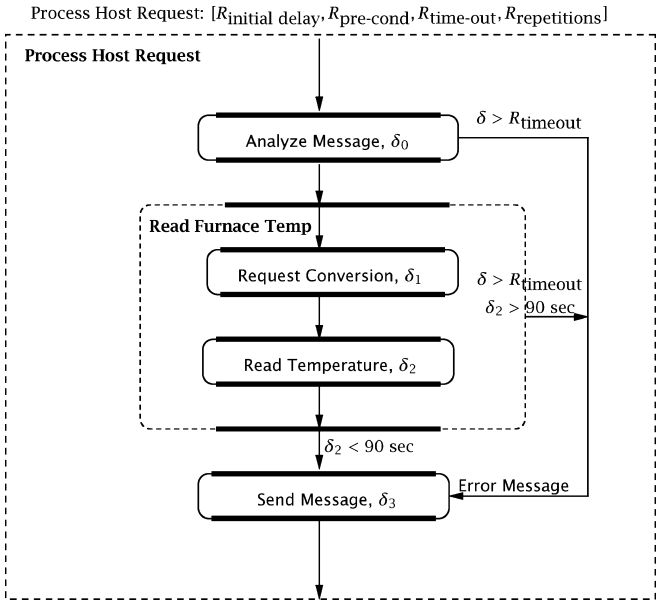 Process Host Request: [R_initial delay, R_pre-cond, R_time-out, R_repetitions]
Process Host Request
δ > R_timeout
Analyze Message, δ₀
Read Furnace Temp
Request Conversion, δ₁
δ > R_timeout
δ₂ > 90 sec
Read Temperature, δ₂
δ₂ < 90 sec
Error Message
Send Message, δ₃